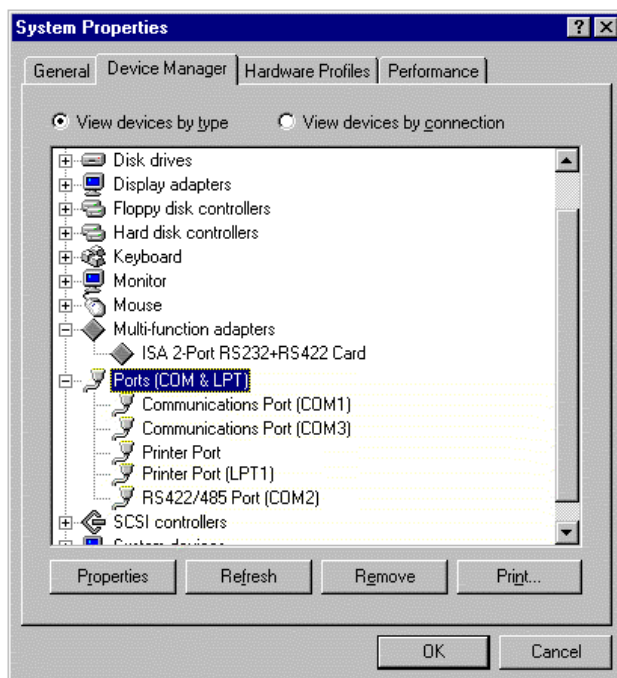 System Properties
General Device Manager Hardware Profiles Performance
View devices by type View devices by connection
Disk drives
Display adapters
Floppy disk controllers
Hard disk controllers
Keyboard
Monitor
Mouse
Multi-function adapters
ISA 2-Port RS232+RS422 Card
Ports (COM & LPT)
Communications Port (COM1)
Communications Port (COM3)
Printer Port
Printer Port (LPT1)
RS422/485 Port (COM2)
SCSI controllers
System devices
Properties Refresh Remove Print...
OK Cancel